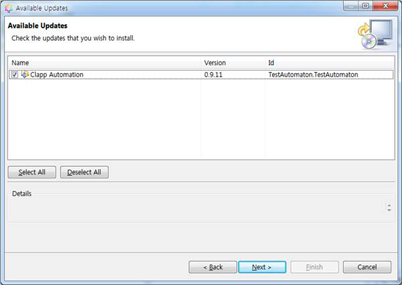 Available Updates
Available Updates
Check the updates that you wish to install.
Name Version Id
Clapp Automation 0.9.11 TestAutomaton.TestAutomaton
Select All Deselect All
Details
< Back Next > Finish Cancel